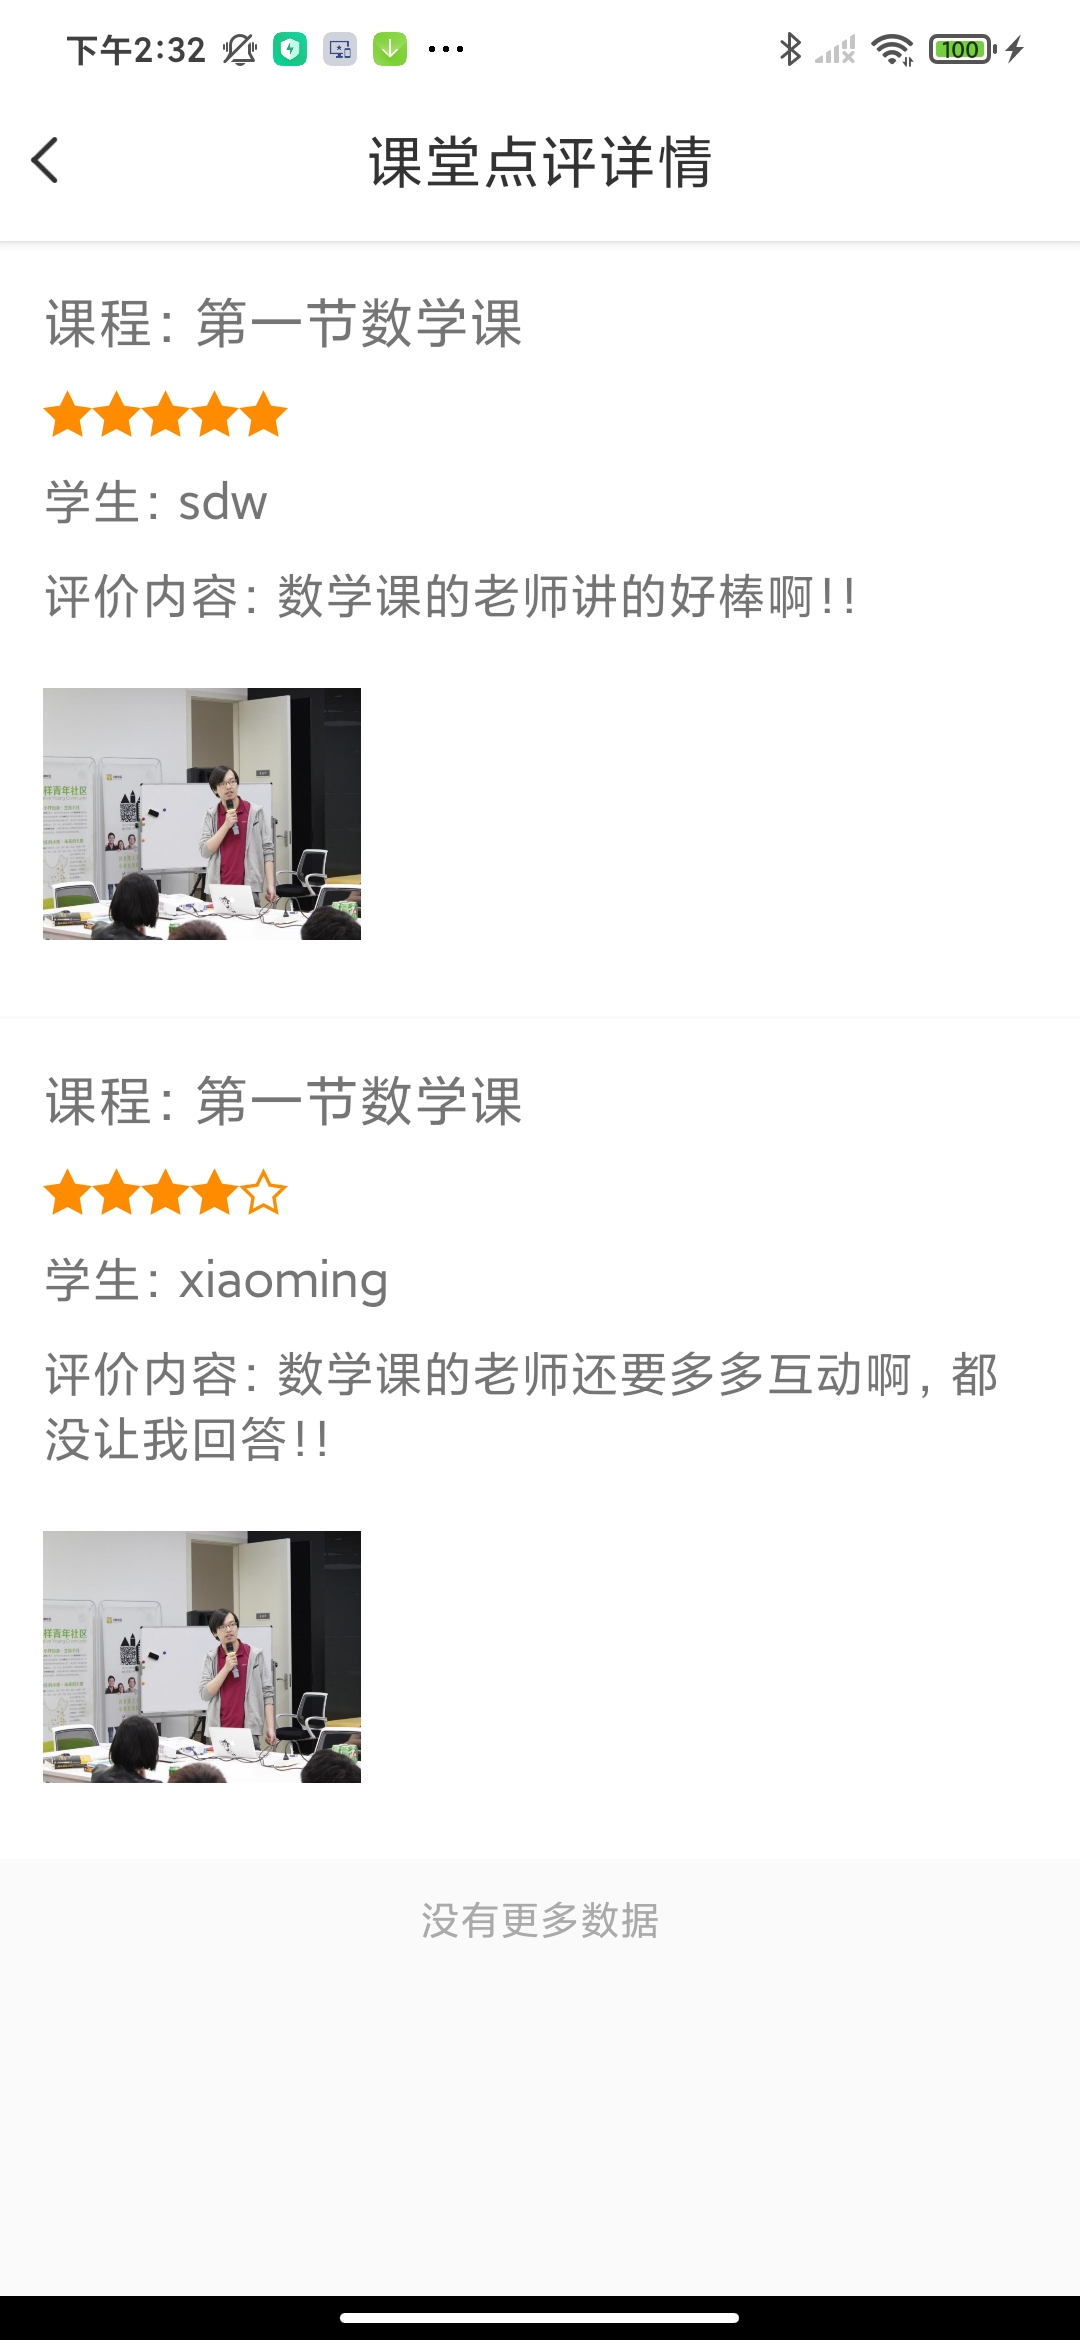 下午2:32
100
课堂点评详情
课程：第一节数学课
学生：sdw
评价内容：数学课的老师讲的好棒啊！！
样青年社区
课程：第一节数学课
学生：xiaoming
评价内容：数学课的老师还要多多互动啊，都
没让我回答！！
样青年社区
没有更多数据